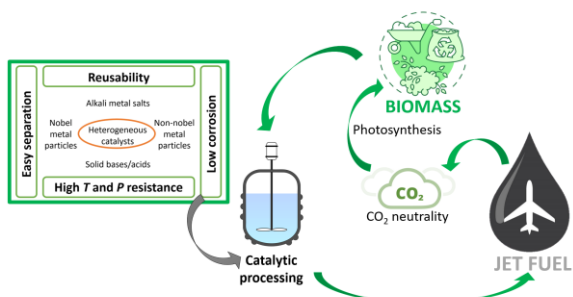 Reusability
Easy separation
Low corrosion
Alkali metal salts
Nobel
metal
particles
Heterogeneous
catalysts
Non-nobel
metal
particles
Solid bases/acids
High T and P resistance
Catalytic
processing
BIOMASS
Photosynthesis
CO₂
CO₂ neutrality
JET FUEL